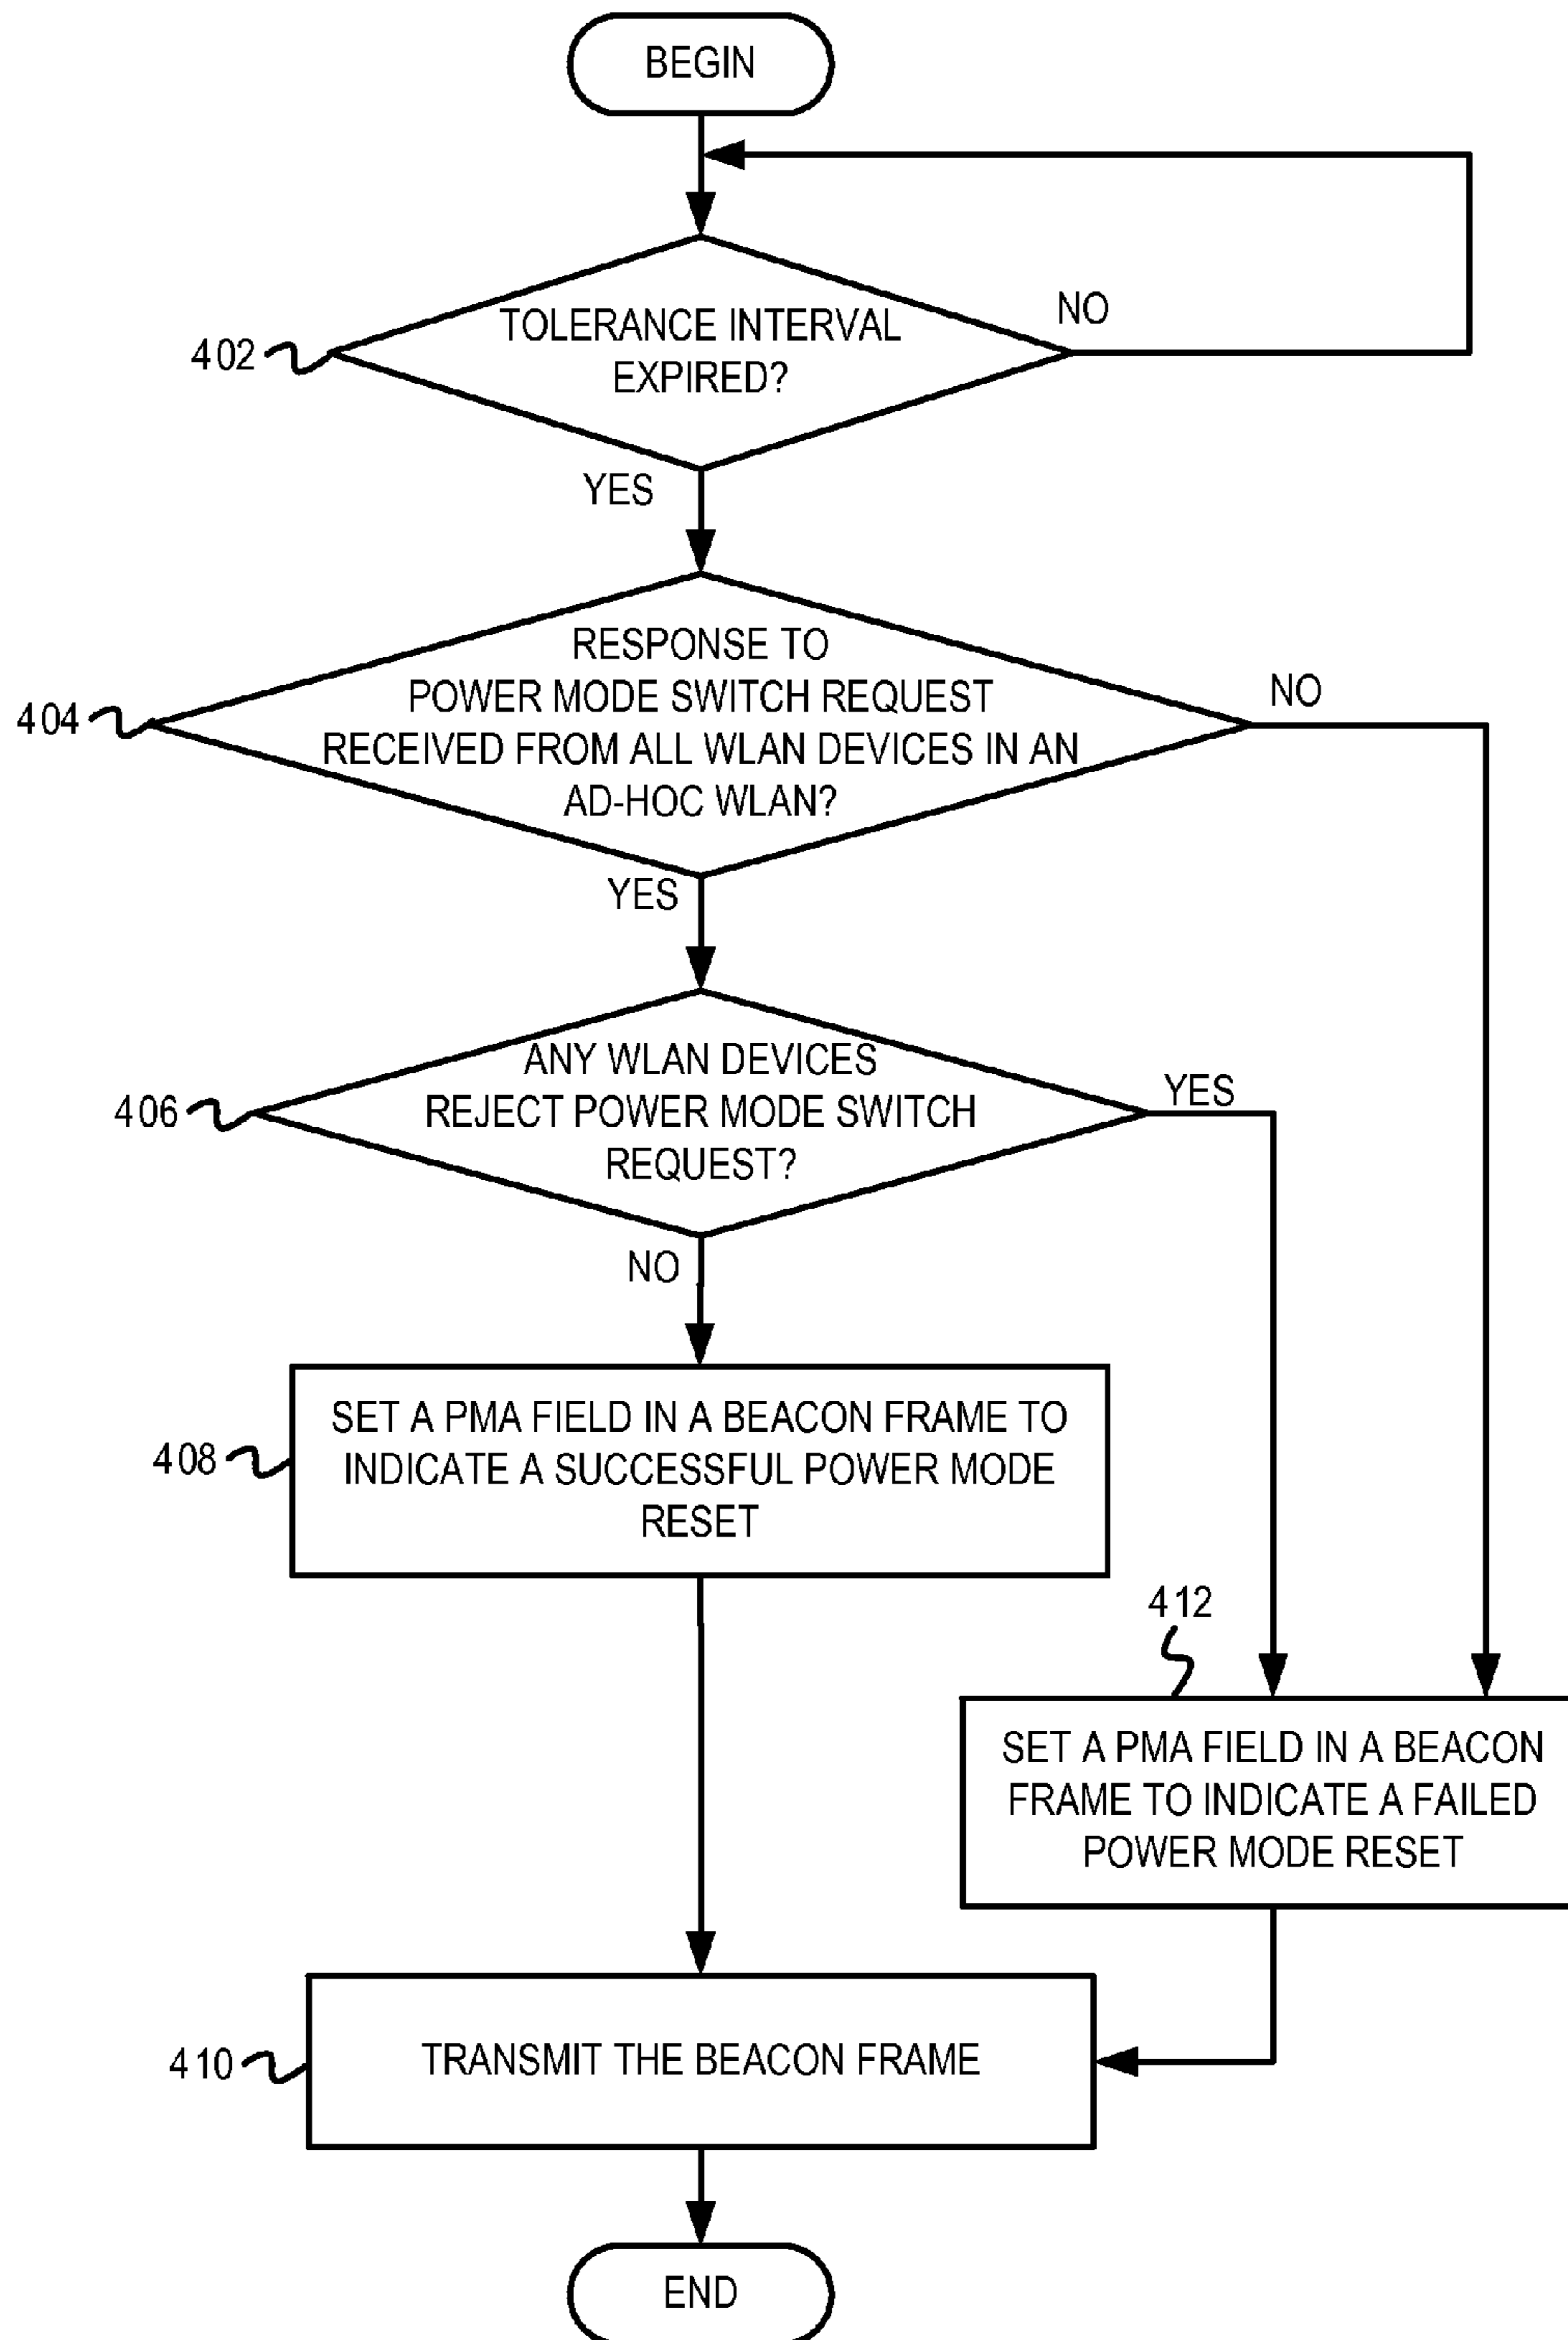 BEGIN
TOLERANCE INTERVAL
EXPIRED?
NO
402
YES
RESPONSE TO
POWER MODE SWITCH REQUEST
RECEIVED FROM ALL WLAN DEVICES IN AN
AD-HOC WLAN?
NO
404
YES
ANY WLAN DEVICES
REJECT POWER MODE SWITCH
REQUEST?
YES
406
NO
SET A PMA FIELD IN A BEACON FRAME TO
INDICATE A SUCCESSFUL POWER MODE
RESET
408
412
SET A PMA FIELD IN A BEACON
FRAME TO INDICATE A FAILED
POWER MODE RESET
TRANSMIT THE BEACON FRAME
410
END